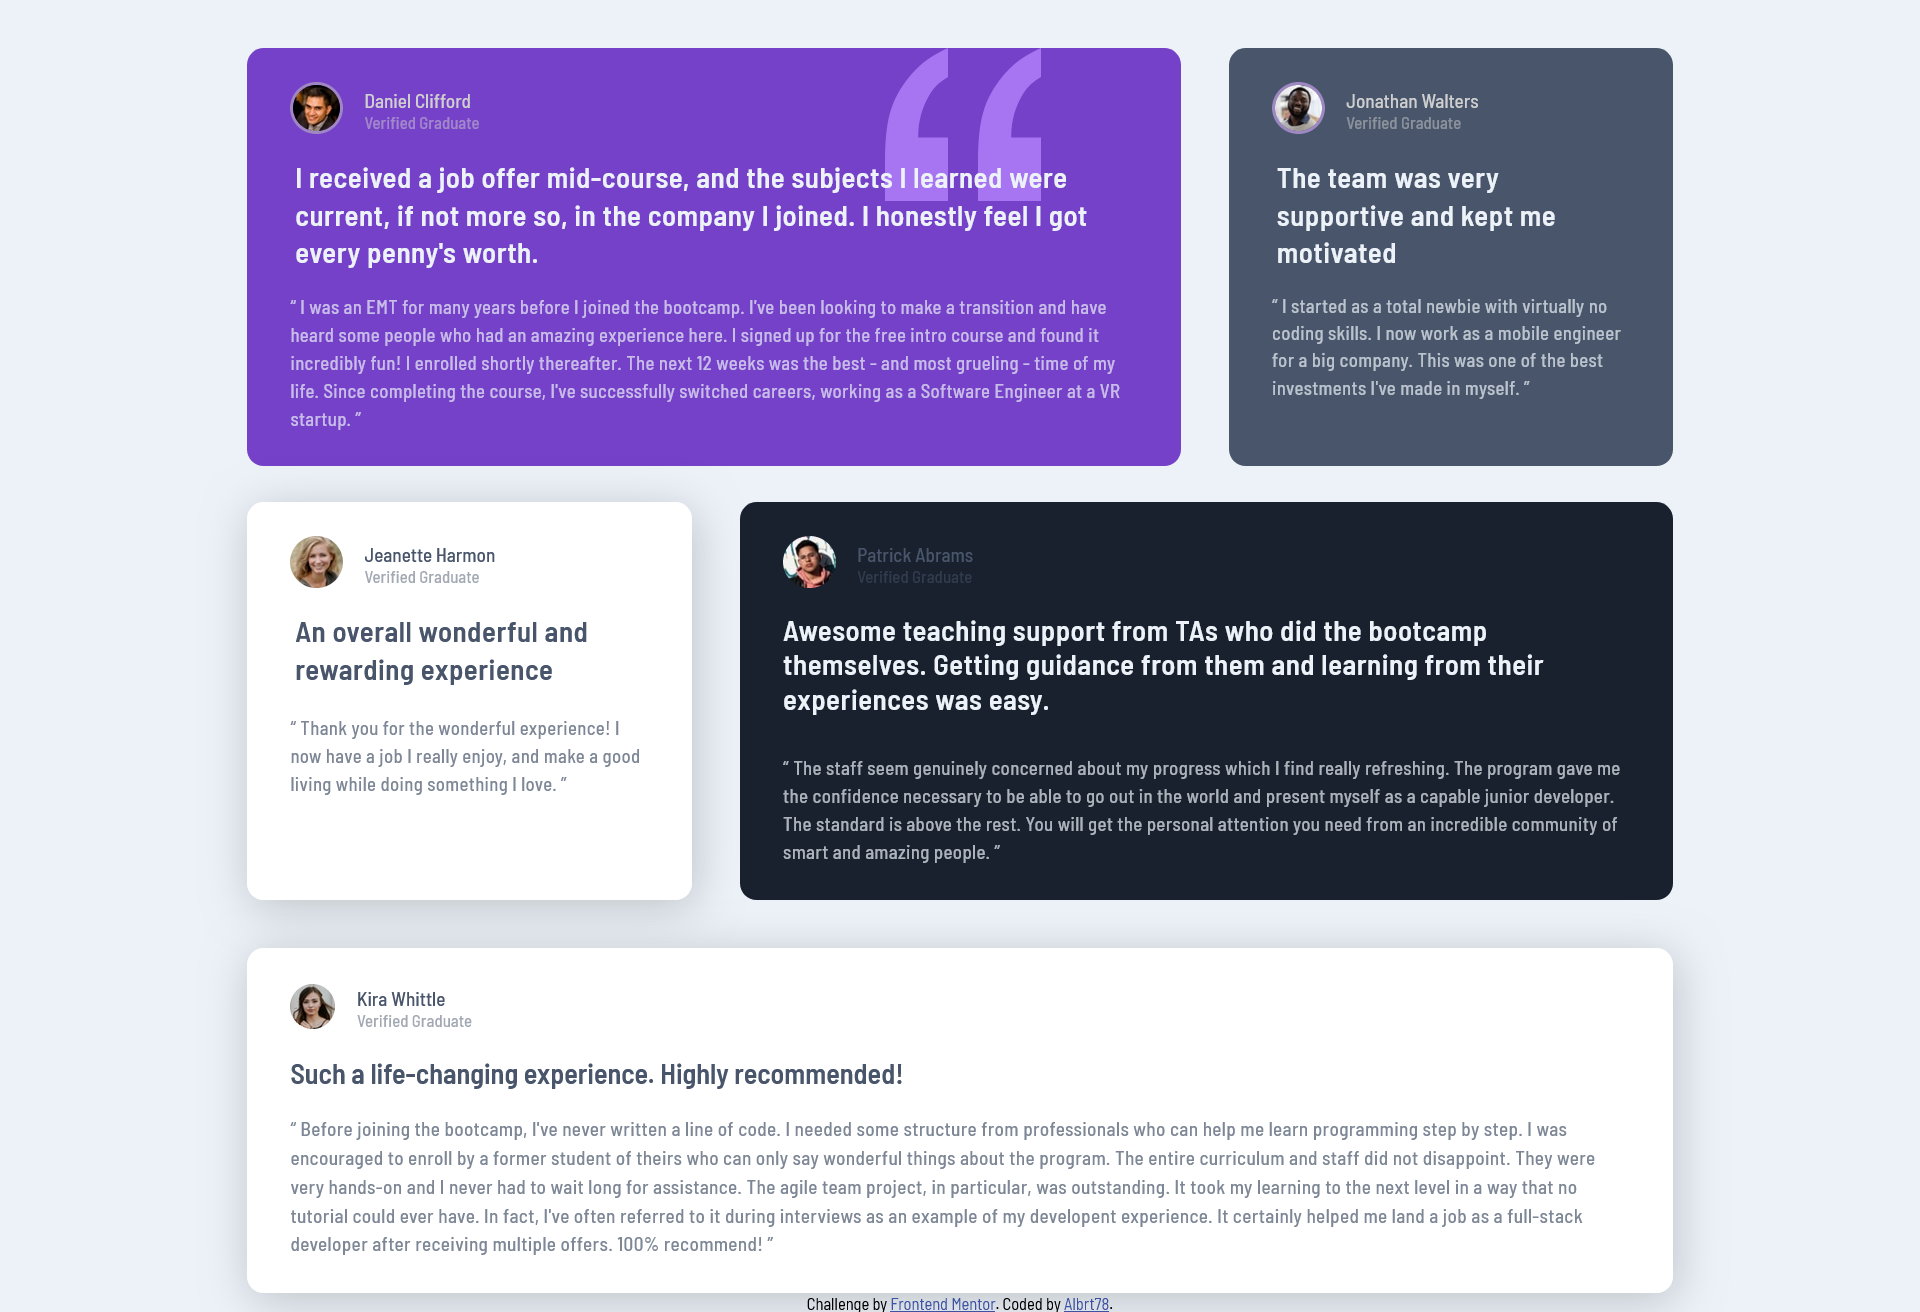 Daniel Clifford
Verified Graduate
I received a job offer mid-course, and the subjects I learned were
current, if not more so, in the company I joined. I honestly feel I got
every penny's worth.
“ I was an EMT for many years before I joined the bootcamp. I've been looking to make a transition and have
heard some people who had an amazing experience here. I signed up for the free intro course and found it
incredibly fun! I enrolled shortly thereafter. The next 12 weeks was the best - and most grueling - time of my
life. Since completing the course, I've successfully switched careers, working as a Software Engineer at a VR
startup. ”
Jonathan Walters
Verified Graduate
The team was very
supportive and kept me
motivated
“ I started as a total newbie with virtually no
coding skills. I now work as a mobile engineer
for a big company. This was one of the best
investments I've made in myself. ”
Jeanette Harmon
Verified Graduate
An overall wonderful and
rewarding experience
“ Thank you for the wonderful experience! I
now have a job I really enjoy, and make a good
living while doing something I love. ”
Patrick Abrams
Verified Graduate
Awesome teaching support from TAs who did the bootcamp
themselves. Getting guidance from them and learning from their
experiences was easy.
“ The staff seem genuinely concerned about my progress which I find really refreshing. The program gave me
the confidence necessary to be able to go out in the world and present myself as a capable junior developer.
The standard is above the rest. You will get the personal attention you need from an incredible community of
smart and amazing people. ”
Kira Whittle
Verified Graduate
Such a life-changing experience. Highly recommended!
“ Before joining the bootcamp, I've never written a line of code. I needed some structure from professionals who can help me learn programming step by step. I was
encouraged to enroll by a former student of theirs who can only say wonderful things about the program. The entire curriculum and staff did not disappoint. They were
very hands-on and I never had to wait long for assistance. The agile team project, in particular, was outstanding. It took my learning to the next level in a way that no
tutorial could ever have. In fact, I've often referred to it during interviews as an example of my developent experience. It certainly helped me land a job as a full-stack
developer after receiving multiple offers. 100% recommend! ”
Challenge by Frontend Mentor. Coded by Albrt78.